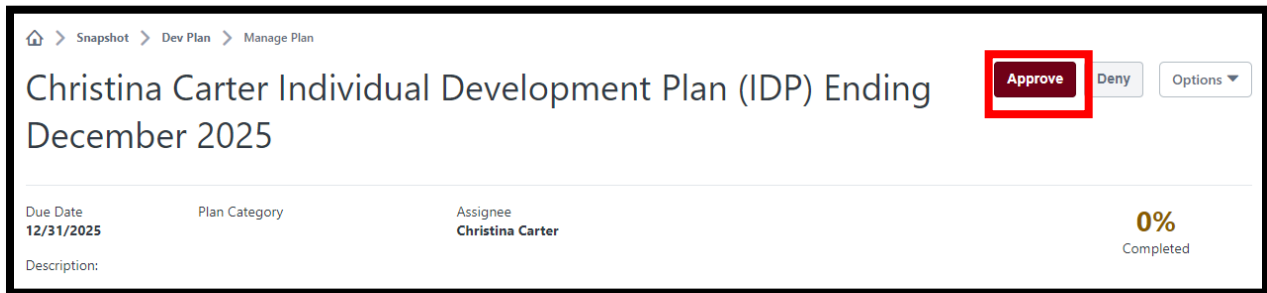 Snapshot > Dev Plan > Manage Plan
Christina Carter Individual Development Plan (IDP) Ending
December 2025
Approve Deny Options
Due Date Plan Category Assignee
12/31/2025 Christina Carter
0%
Completed
Description: